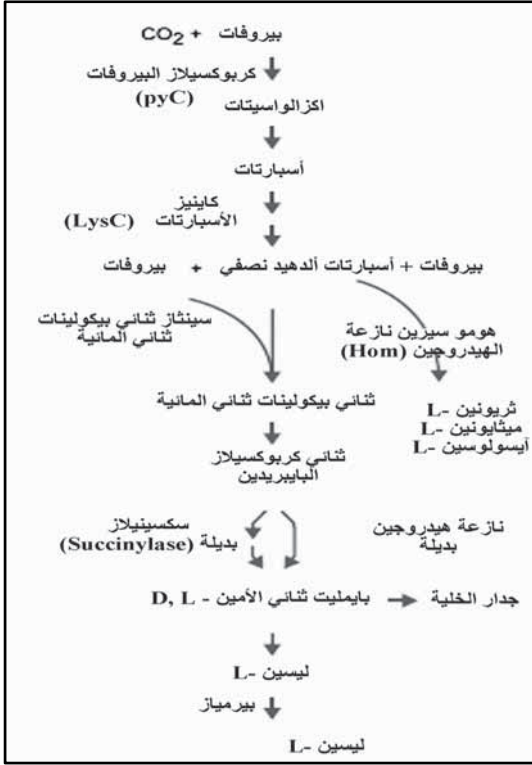 بيروفات + CO2
كربوكسيلاز البيروفات
(pyC)
اكزالواسيتات
أسبارتات
كاينيز
الأسبارتات (LysC)
بيروفات + أسبارتات ألدهيد نصفي + بيروفات
سينثاز ثنائي بيكولينات
ثنائي المائية
هومو سيرين نازعة
الهيدروجين (Hom)
ثنائي بيكولينات ثنائي المائية
ثريونين -L
ميثايونين -L
آيسولوسين -L
ثنائي كربوكسيلاز
البايبريدين
سكسينيلاز
بديلة (Succinylase)
نازعة هيدروجين
بديلة
بايمليت ثنائي الأمين - D, L
جدار الخلية
ليسين -L
بيرمياز
ليسين -L